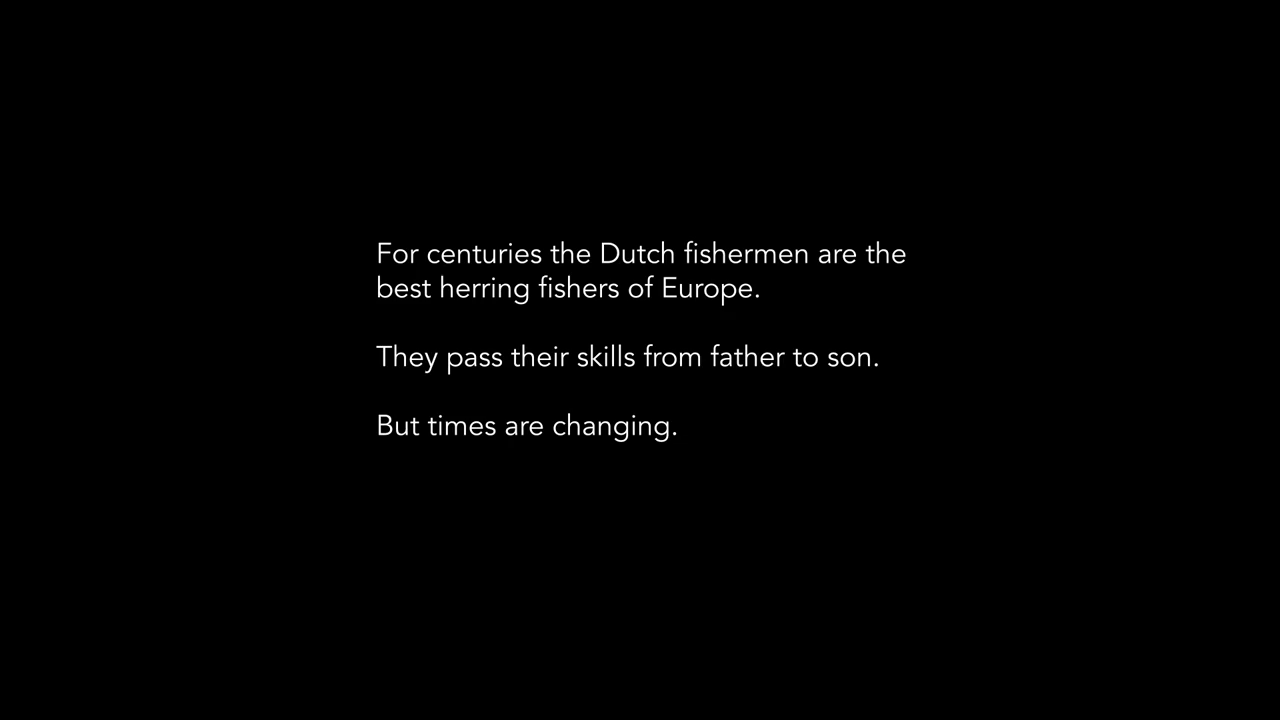 For centuries the Dutch fishermen are the
best herring fishers of Europe.
They pass their skills from father to son.
But times are changing.